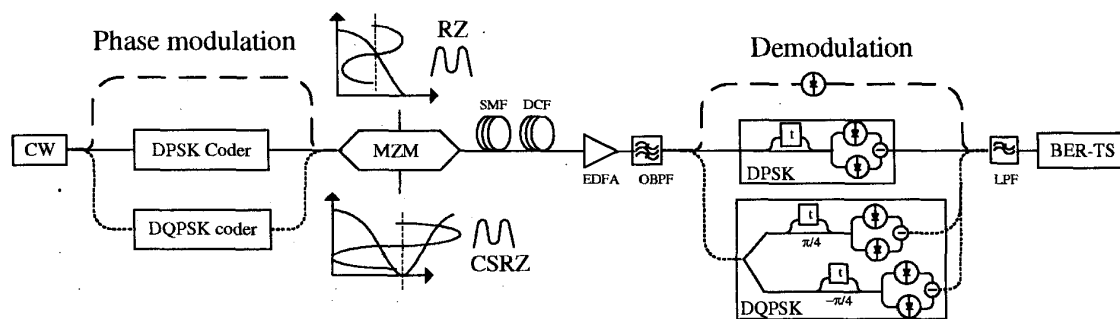 Phase modulation
RZ
Demodulation
SMF
DCF
CW
DPSK Coder
MZM
EDFA
OBPF
t
DPSK
LPF
BER-TS
DQPSK coder
CSRZ
t
π/4
t
-π/4
DQPSK